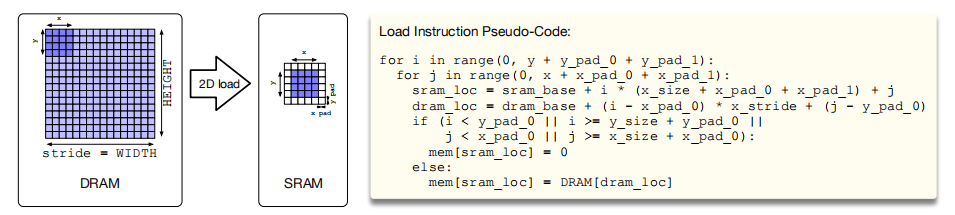 x
y
HEIGHT
stride = WIDTH
DRAM
2D load
x
y
y pad
x pad
SRAM
Load Instruction Pseudo-Code:
for i in range(0, y + y_pad_0 + y_pad_1):
for j in range(0, x + x_pad_0 + x_pad_1):
sram_loc = sram_base + i * (x_size + x_pad_0 + x_pad_1) + j
dram_loc = dram_base + (i - x_pad_0) * x_stride + (j - y_pad_0)
if (i < y_pad_0 || i >= y_size + y_pad_0 ||
j < x_pad_0 || j >= x_size + x_pad_0):
mem[sram_loc] = 0
else:
mem[sram_loc] = DRAM[dram_loc]